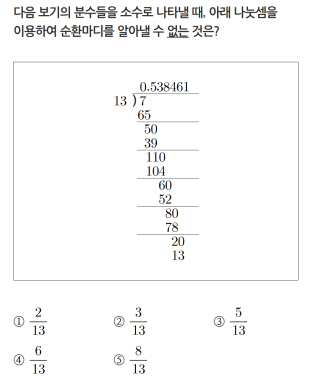 다음 보기의 분수들을 소수로 나타낼 때, 아래 나눗셈을
이용하여 순환마디를 알아낼 수 없는 것은?
0.538461
13 ) 7
65
50
39
110
104
60
52
80
78
20
13
① 2/13 ② 3/13 ③ 5/13
④ 6/13 ⑤ 8/13